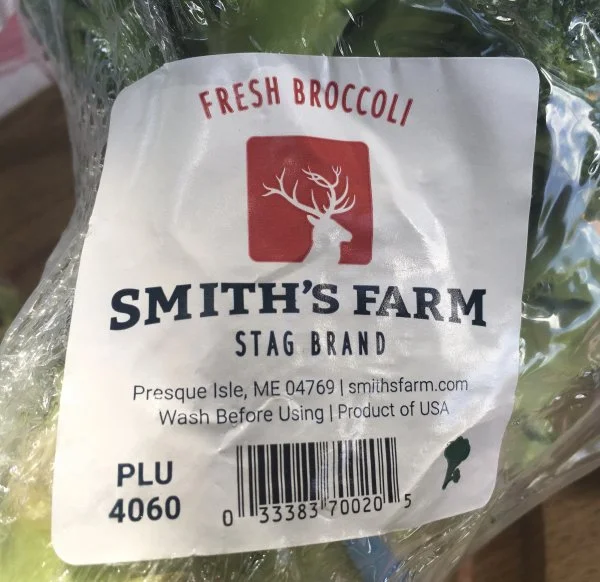 FRESH BROCCOLI
SMITH'S FARM
STAG BRAND
Presque Isle, ME 04769 | smithsfarm.com
Wash Before Using | Product of USA
PLU
4060
0 33383 70020 5